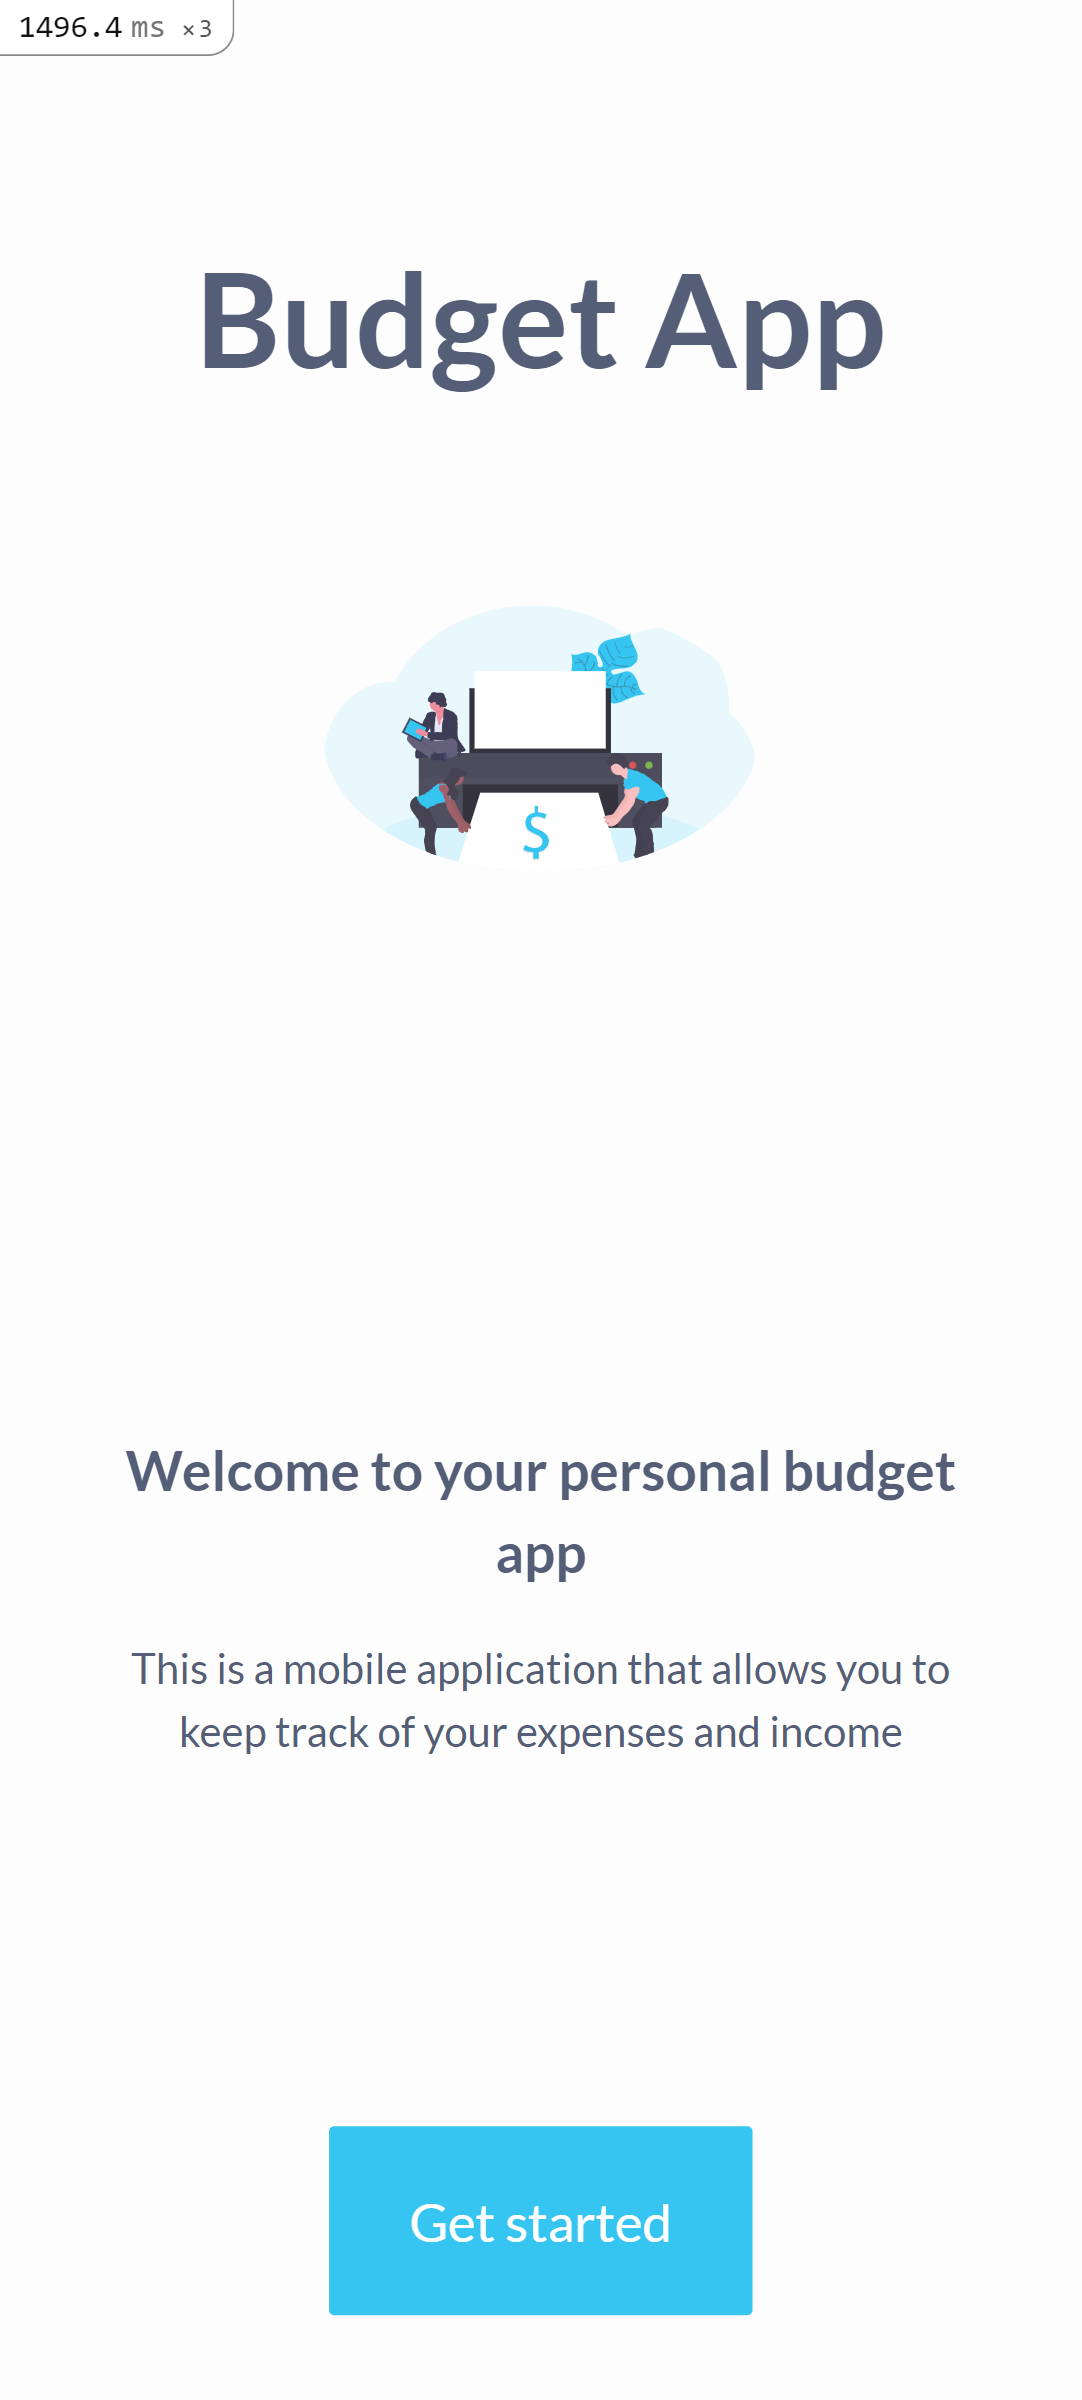 1496.4 ms ×3
Budget App
$
Welcome to your personal budget
app
This is a mobile application that allows you to
keep track of your expenses and income
Get started